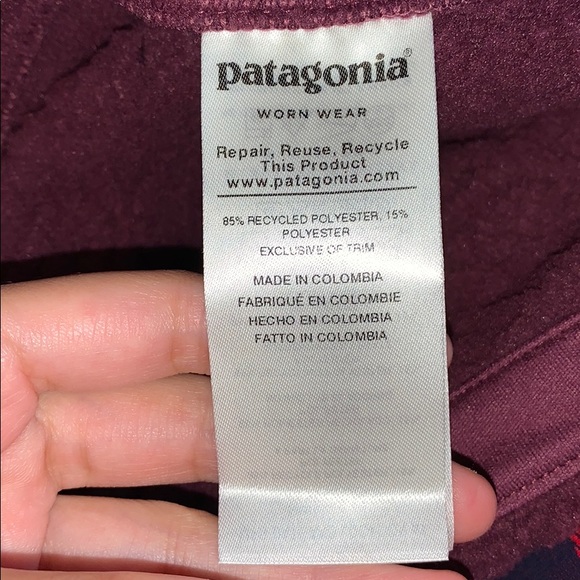 patagonia®
WORN WEAR
Repair, Reuse, Recycle
This Product
www.patagonia.com
85% RECYCLED POLYESTER, 15%
POLYESTER
EXCLUSIVE OF TRIM
MADE IN COLOMBIA
FABRIQUÉ EN COLOMBIE
HECHO EN COLOMBIA
FATTO IN COLOMBIA